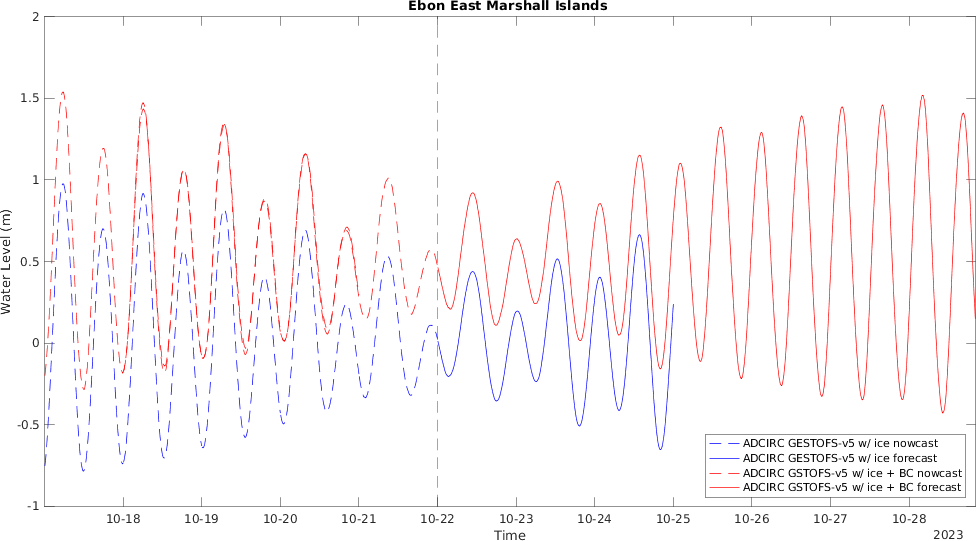 Ebon East Marshall Islands
2
1.5
1
0.5
0
-0.5
-1
Water Level (m)
ADCIRC GESTOFS-v5 w/ ice nowcast
ADCIRC GESTOFS-v5 w/ ice forecast
ADCIRC GSTOFS-v5 w/ ice + BC nowcast
ADCIRC GSTOFS-v5 w/ ice + BC forecast
10-18 10-19 10-20 10-21 10-22 10-23 10-24 10-25 10-26 10-27 10-28
Time
2023